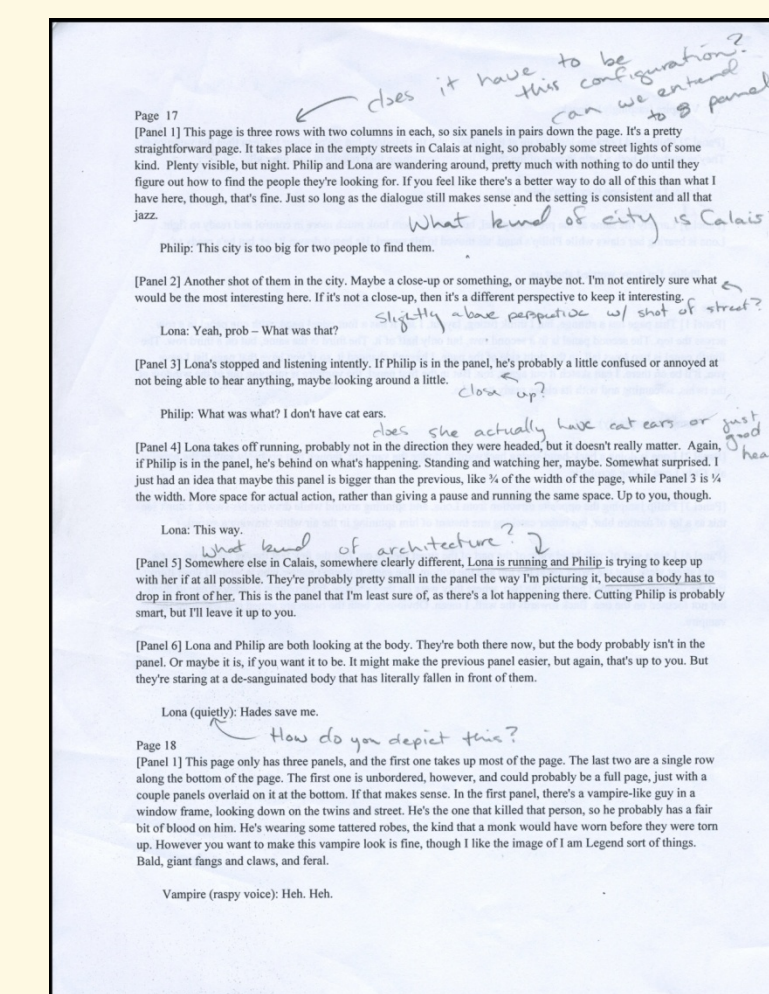 does it have to be
this configuration?
can we extend
to 8 panel
Page 17
[Panel 1] This page is three rows with two columns in each, so six panels in pairs down the page. It's a pretty
straightforward page. It takes place in the empty streets in Calais at night, so probably some street lights of some
kind. Plenty visible, but night. Philip and Lona are wandering around, pretty much with nothing to do until they
figure out how to find the people they're looking for. If you feel like there's a better way to do all of this than what I
have here, though, that's fine. Just so long as the dialogue still makes sense and the setting is consistent and all that
jazz.
What kind of city is Calais
Philip: This city is too big for two people to find them.
[Panel 2] Another shot of them in the city. Maybe a close-up or something, or maybe not. I'm not entirely sure what
would be the most interesting here. If it's not a close-up, then it's a different perspective to keep it interesting.
Slightly above perspective w/ shot of street?
Lona: Yeah, prob – What was that?
[Panel 3] Lona's stopped and listening intently. If Philip is in the panel, he's probably a little confused or annoyed at
not being able to hear anything, maybe looking around a little.
close up?
Philip: What was what? I don't have cat ears.
does she actually have cat ears or just
good
hea
[Panel 4] Lona takes off running, probably not in the direction they were headed, but it doesn't really matter. Again,
if Philip is in the panel, he's behind on what's happening. Standing and watching her, maybe. Somewhat surprised. I
just had an idea that maybe this panel is bigger than the previous, like ¾ of the width of the page, while Panel 3 is ¼
the width. More space for actual action, rather than giving a pause and running the same space. Up to you, though.
Lona: This way.
What kind of architecture?
[Panel 5] Somewhere else in Calais, somewhere clearly different, Lona is running and Philip is trying to keep up
with her if at all possible. They're probably pretty small in the panel the way I'm picturing it, because a body has to
drop in front of her. This is the panel that I'm least sure of, as there's a lot happening there. Cutting Philip is probably
smart, but I'll leave it up to you.
[Panel 6] Lona and Philip are both looking at the body. They're both there now, but the body probably isn't in the
panel. Or maybe it is, if you want it to be. It might make the previous panel easier, but again, that's up to you. But
they're staring at a de-sanguinated body that has literally fallen in front of them.
Lona (quietly): Hades save me.
How do you depict this?
Page 18
[Panel 1] This page only has three panels, and the first one takes up most of the page. The last two are a single row
along the bottom of the page. The first one is unbordered, however, and could probably be a full page, just with a
couple panels overlaid on it at the bottom. If that makes sense. In the first panel, there's a vampire-like guy in a
window frame, looking down on the twins and street. He's the one that killed that person, so he probably has a fair
bit of blood on him. He's wearing some tattered robes, the kind that a monk would have worn before they were torn
up. However you want to make this vampire look is fine, though I like the image of I am Legend sort of things.
Bald, giant fangs and claws, and feral.
Vampire (raspy voice): Heh. Heh.